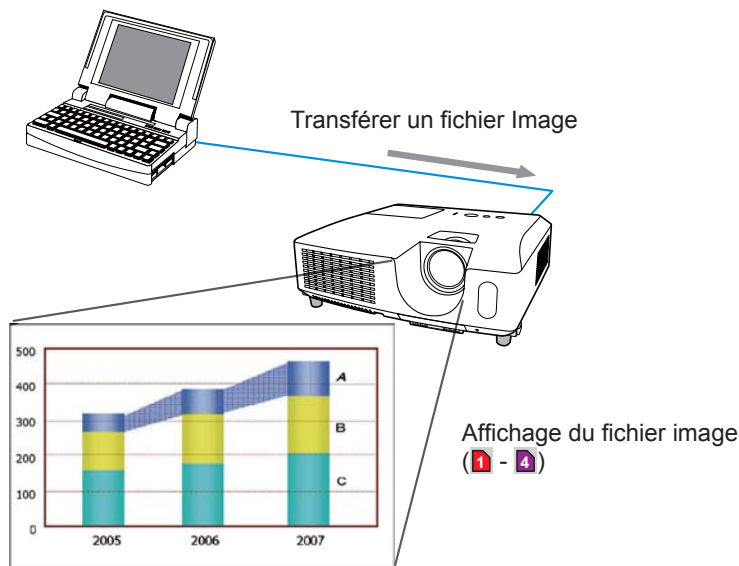 Transférer un fichier Image
500
400
300
200
100
0
A
B
C
2005
2006
2007
Affichage du fichier image
(1 - 4)